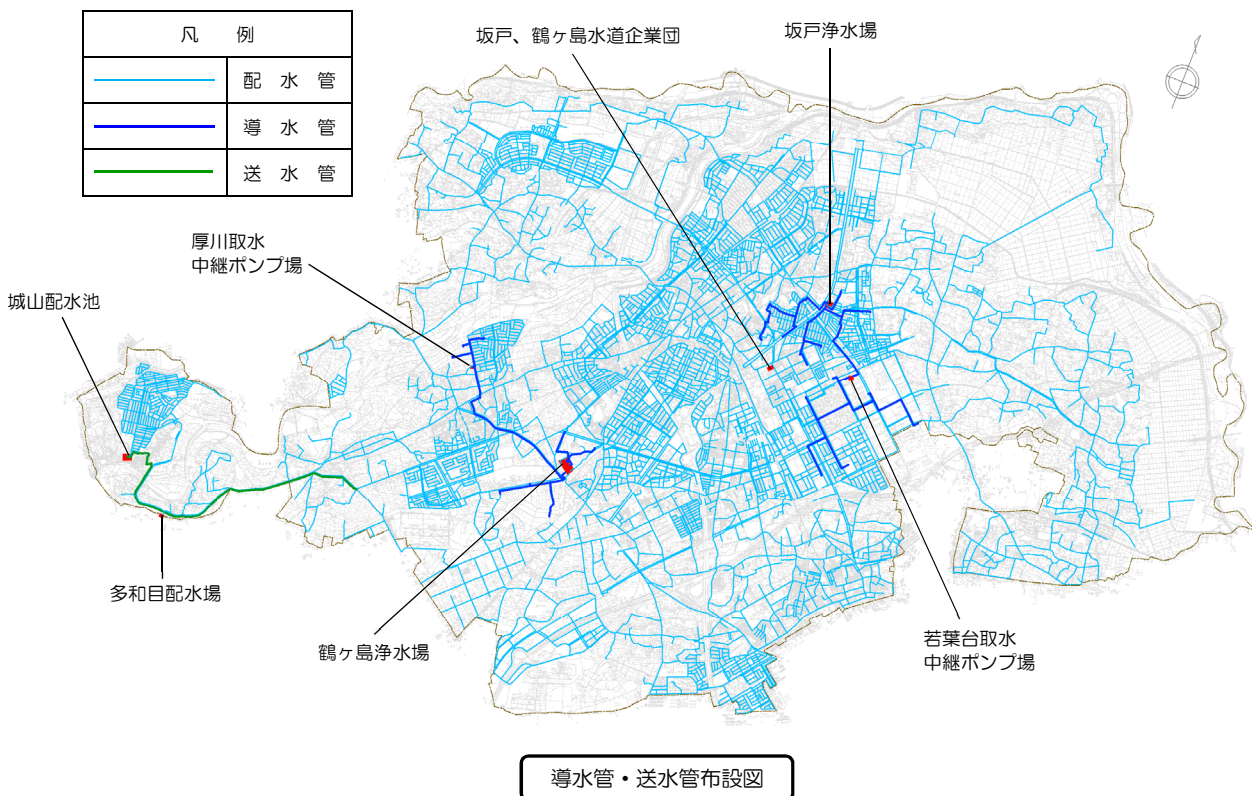 凡 例
配 水 管
導 水 管
送 水 管
坂戸、鶴ヶ島水道企業団
坂戸浄水場
厚川取水
中継ポンプ場
城山配水池
多和目配水場
鶴ヶ島浄水場
若葉台取水
中継ポンプ場
導水管・送水管布設図